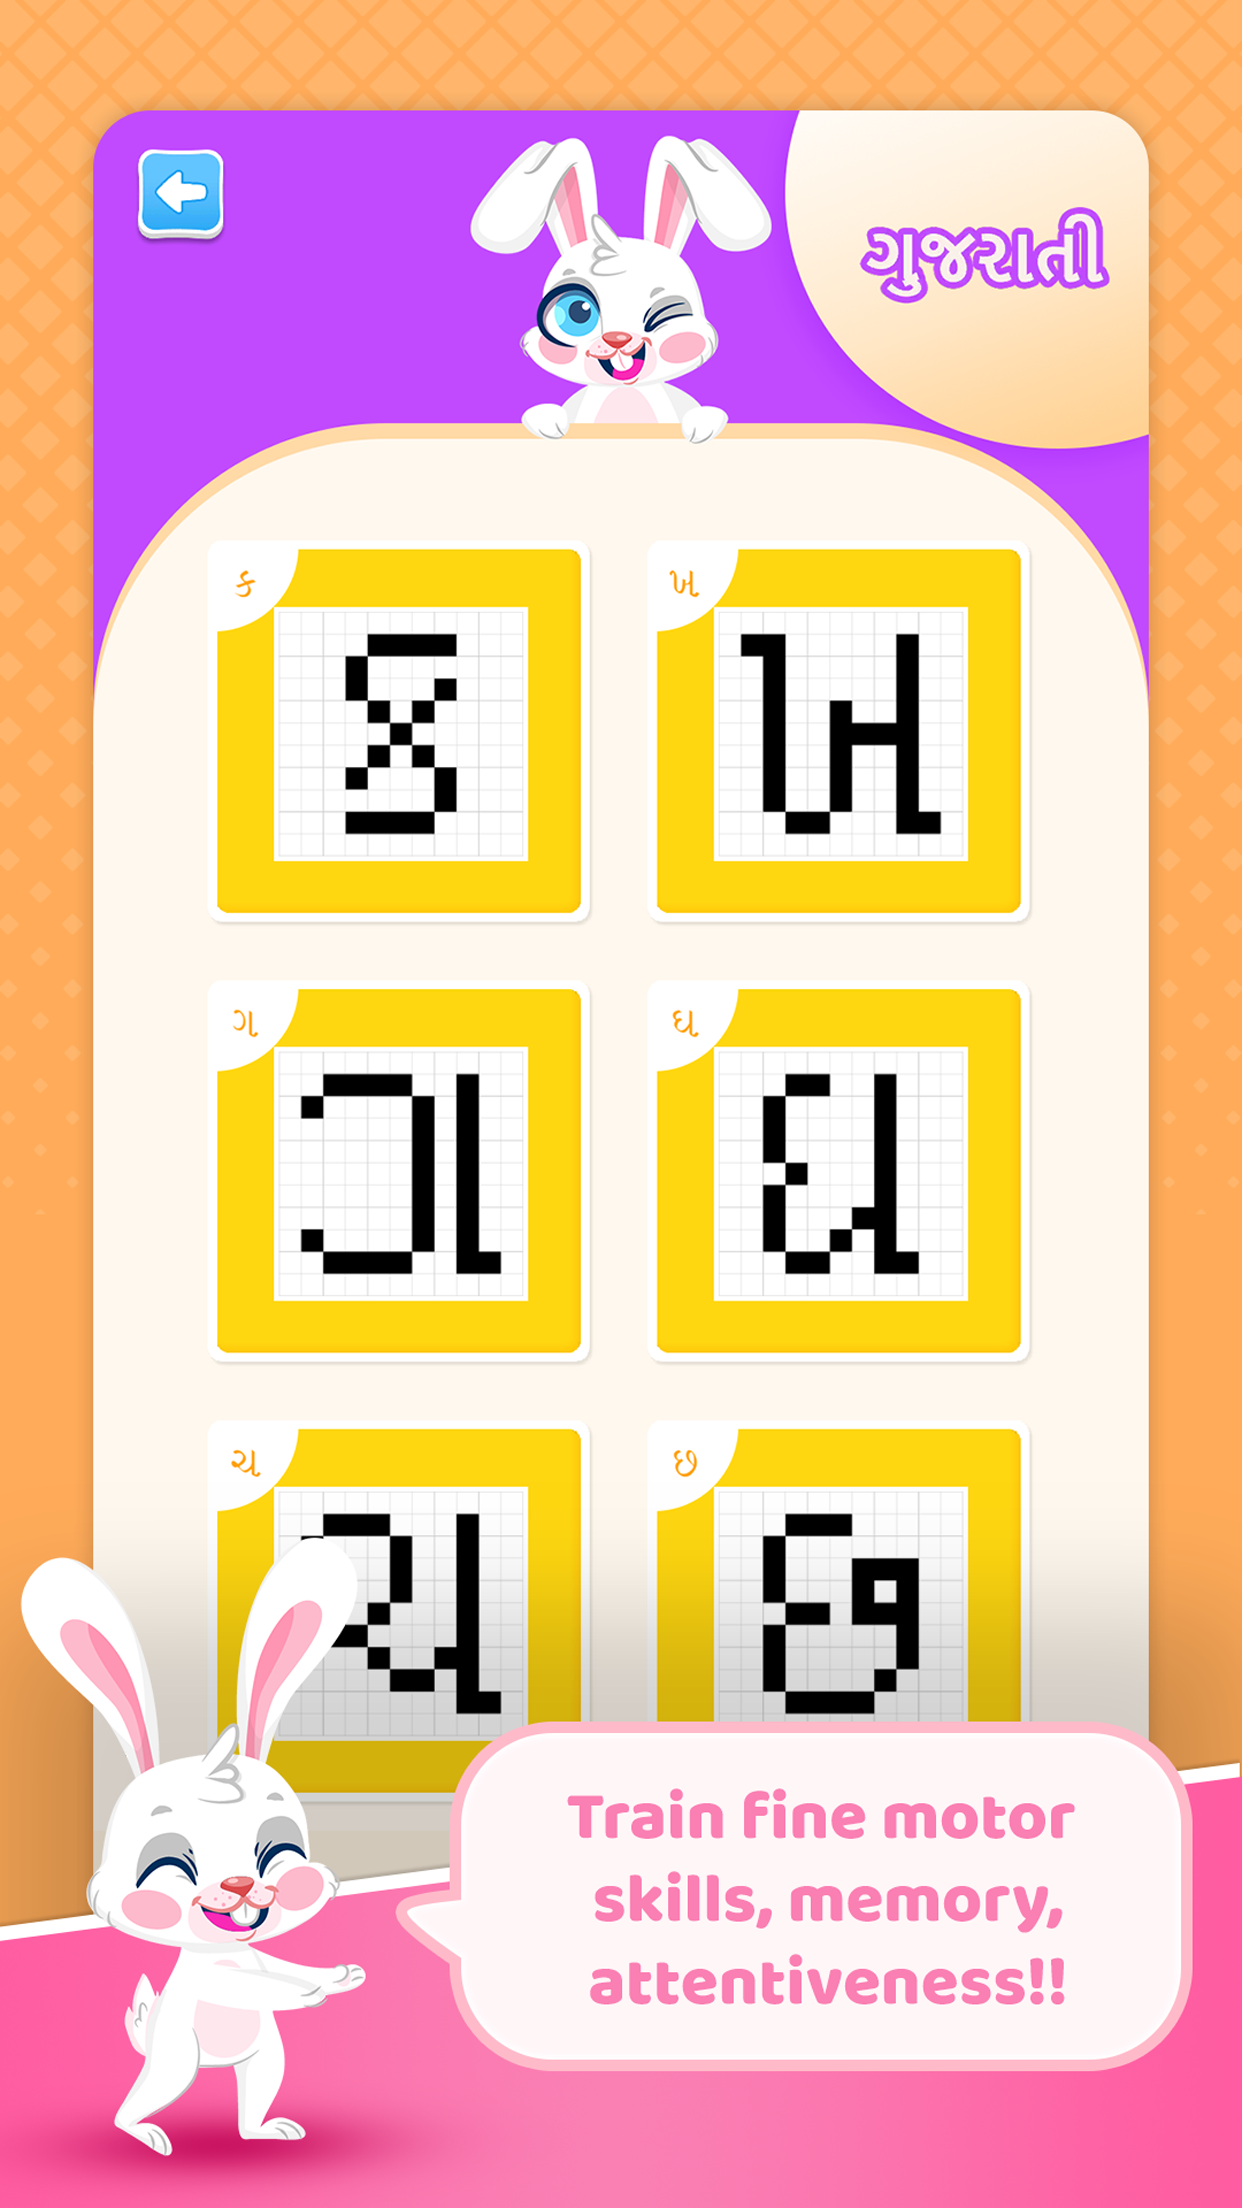 ગુજરાતી
ક
ક
ખ
ખ
ગ
ગ
ઘ
ઘ
ચ
ચ
છ
છ
Train fine motor
skills, memory,
attentiveness!!